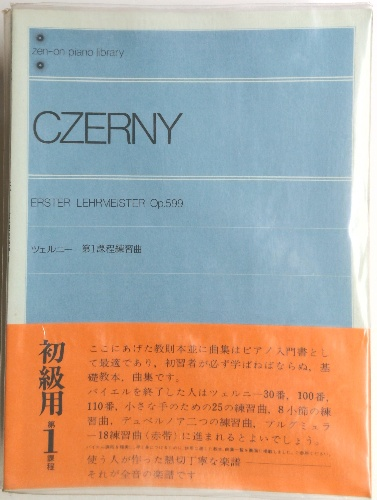 zen-on piano library
CZERNY
ERSTER LEHRMEISTER Op.599
ツェルニー 第1課程練習曲
初級用
第1課程
ここにあげた教則本並に曲集はピアノ入門書とし
て最適であり，初習者が必ず学ばねばならぬ，基
礎教本，曲集です。
バイエルを終了した人はツェルニー30番，100番，
110番，小さな手のための25の練習曲，8小節の練
習曲，デュベルノア二つの練習曲，ブルグミュラ
ー18練習曲（赤帯）に進まれるとよいでしょう。
使う人が作った懇切丁寧な楽譜
それが全音の楽譜です。